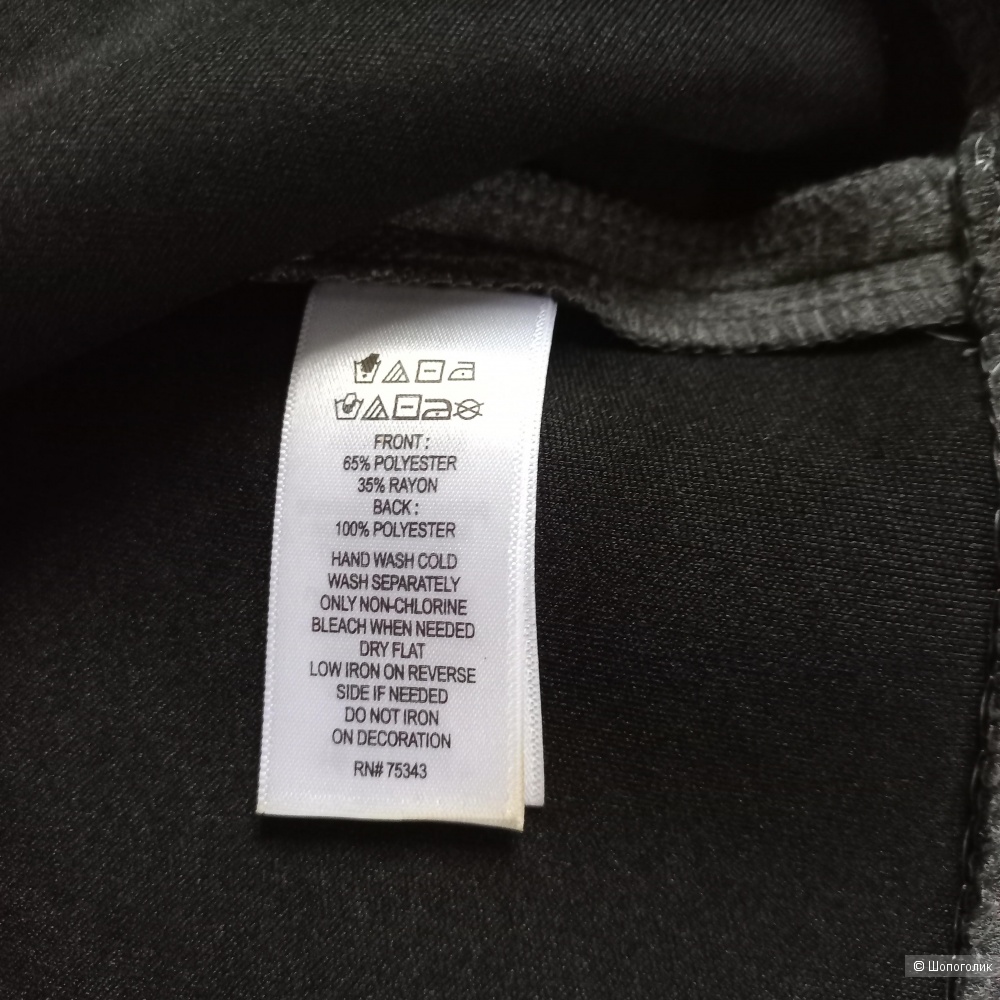 FRONT :
65% POLYESTER
35% RAYON
BACK :
100% POLYESTER
HAND WASH COLD
WASH SEPARATELY
ONLY NON-CHLORINE
BLEACH WHEN NEEDED
DRY FLAT
LOW IRON ON REVERSE
SIDE IF NEEDED
DO NOT IRON
ON DECORATION
RN# 75343
© Шопоголик